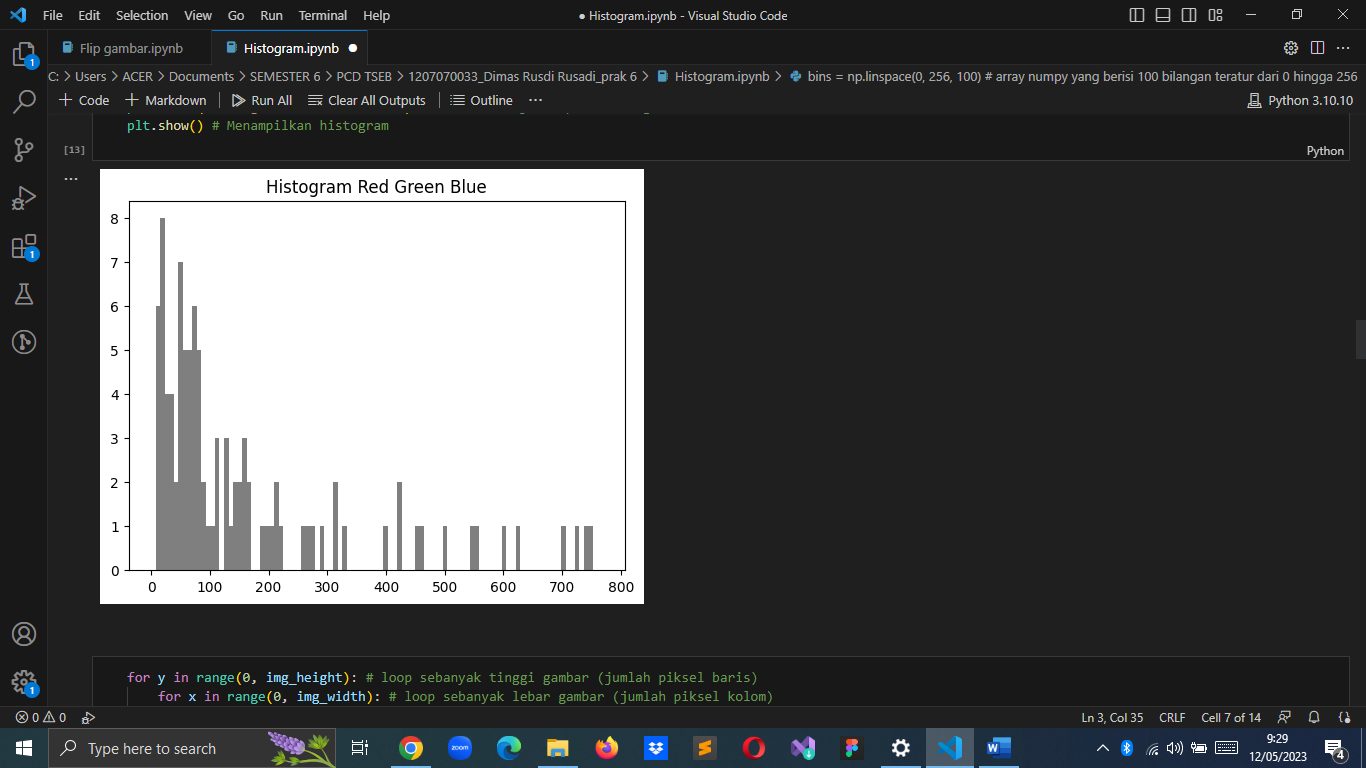 File Edit Selection View Go Run Terminal Help
● Histogram.ipynb - Visual Studio Code
Flip gambar.ipynb
Histogram.ipynb ●
C: > Users > ACER > Documents > SEMESTER 6 > PCD TSEB > 1207070033_Dimas Rusdi Rusadi_prak 6 > Histogram.ipynb > bins = np.linspace(0, 256, 100) # array numpy yang berisi 100 bilangan teratur dari 0 hingga 256
+ Code + Markdown Run All Clear All Outputs Outline ···
Python 3.10.10
plt.show() # Menampilkan histogram
[13]
Python
...
Histogram Red Green Blue
8
7
6
5
4
3
2
1
0
0 100 200 300 400 500 600 700 800
for y in range(0, img_height): # loop sebanyak tinggi gambar (jumlah piksel baris)
for x in range(0, img_width): # loop sebanyak lebar gambar (jumlah piksel kolom)
1
1
1
0 0
Ln 3, Col 35 CRLF Cell 7 of 14
Type here to search
zoom
9:29
12/05/2023
4